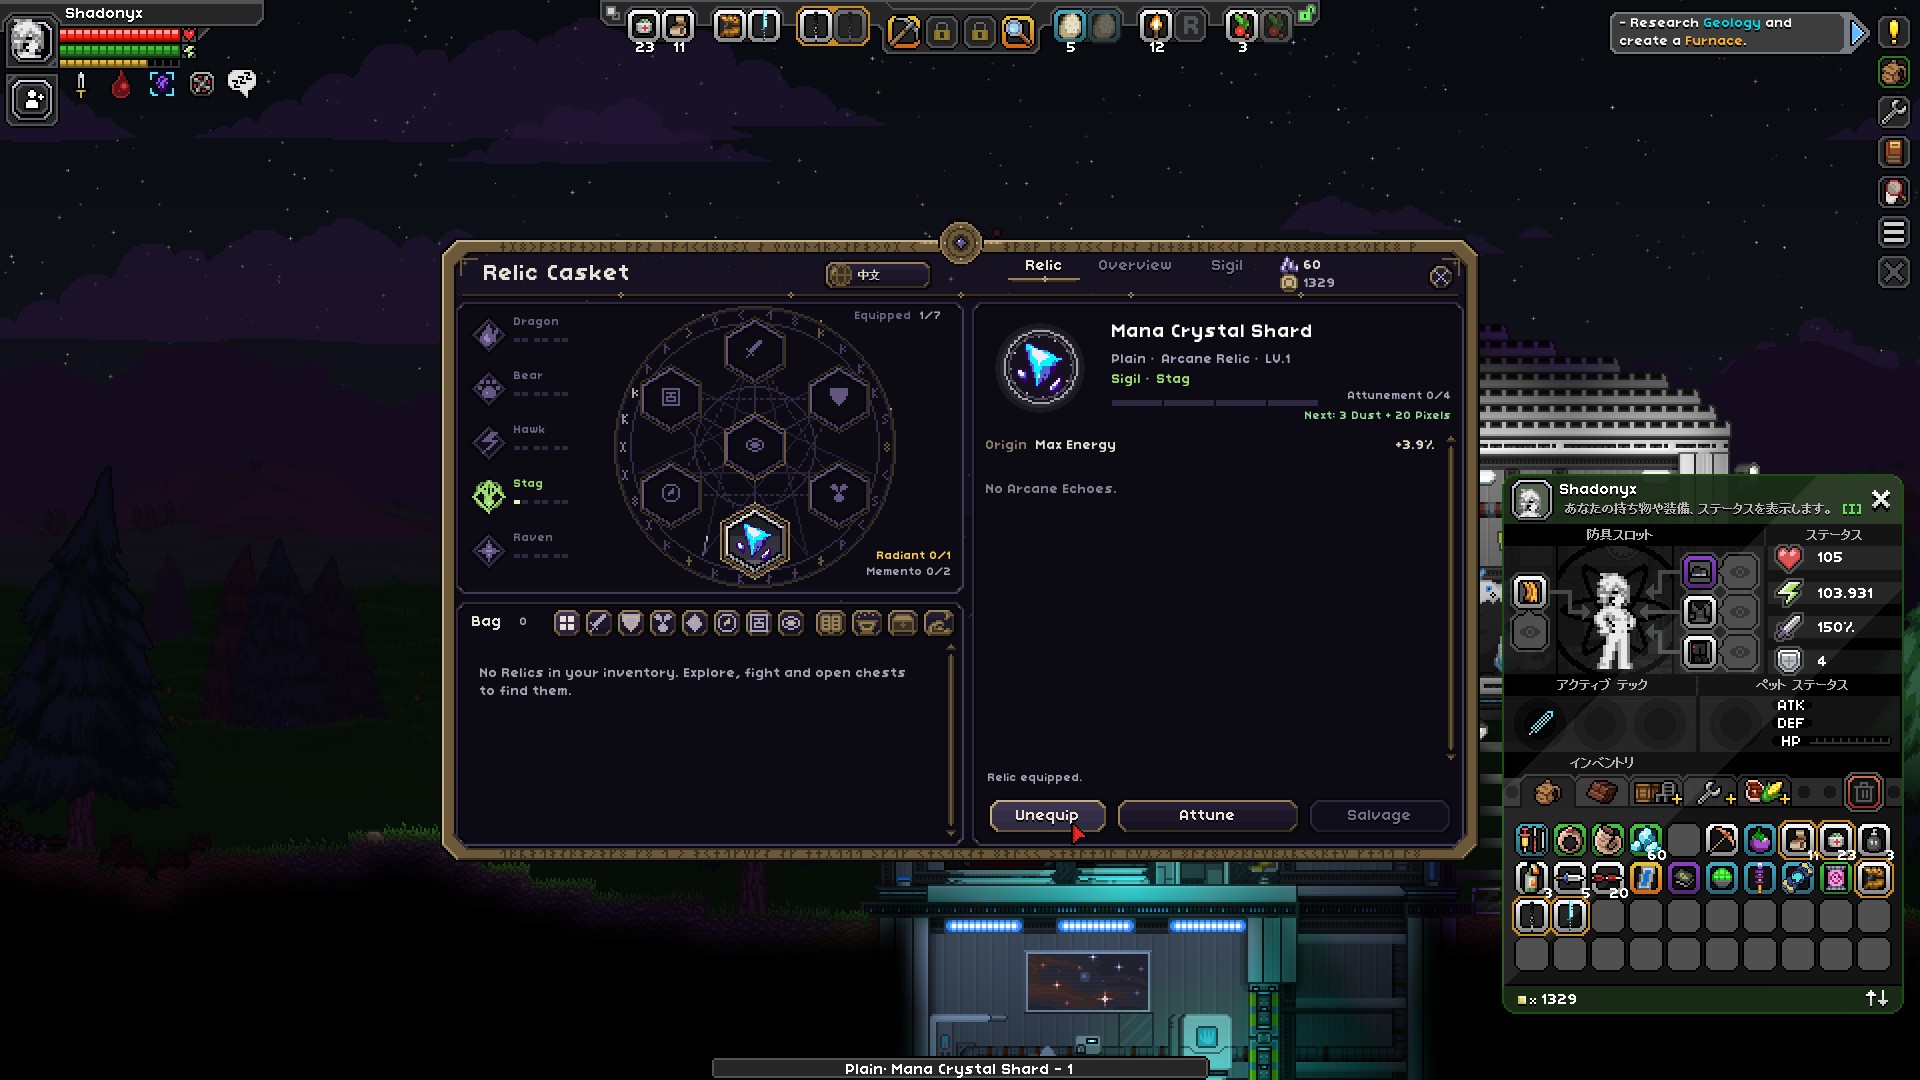 Shadonyx
23
11
R
5
12
3
- Research Geology and
create a Furnace.
Relic Casket
中文
Relic
Overview
Sigil
60
1329
Dragon
Bear
Hawk
Stag
Raven
Equipped 1/7
Radiant 0/1
Memento 0/2
Mana Crystal Shard
Plain · Arcane Relic · LV.1
Sigil · Stag
Attunement 0/4
Next: 3 Dust + 20 Pixels
Origin Max Energy +3.9%
No Arcane Echoes.
Bag 0
No Relics in your inventory. Explore, fight and open chests
to find them.
Relic equipped.
Unequip
Attune
Salvage
Shadonyx
あなたの持ち物や装備、ステータスを表示します。 [I]
防具スロット
ステータス
105
103.931
150%
4
アクティブ テック
ペット ステータス
ATK
DEF
HP
インベントリ
60
11
23
3
3
5
20
x 1329
Plain· Mana Crystal Shard - 1